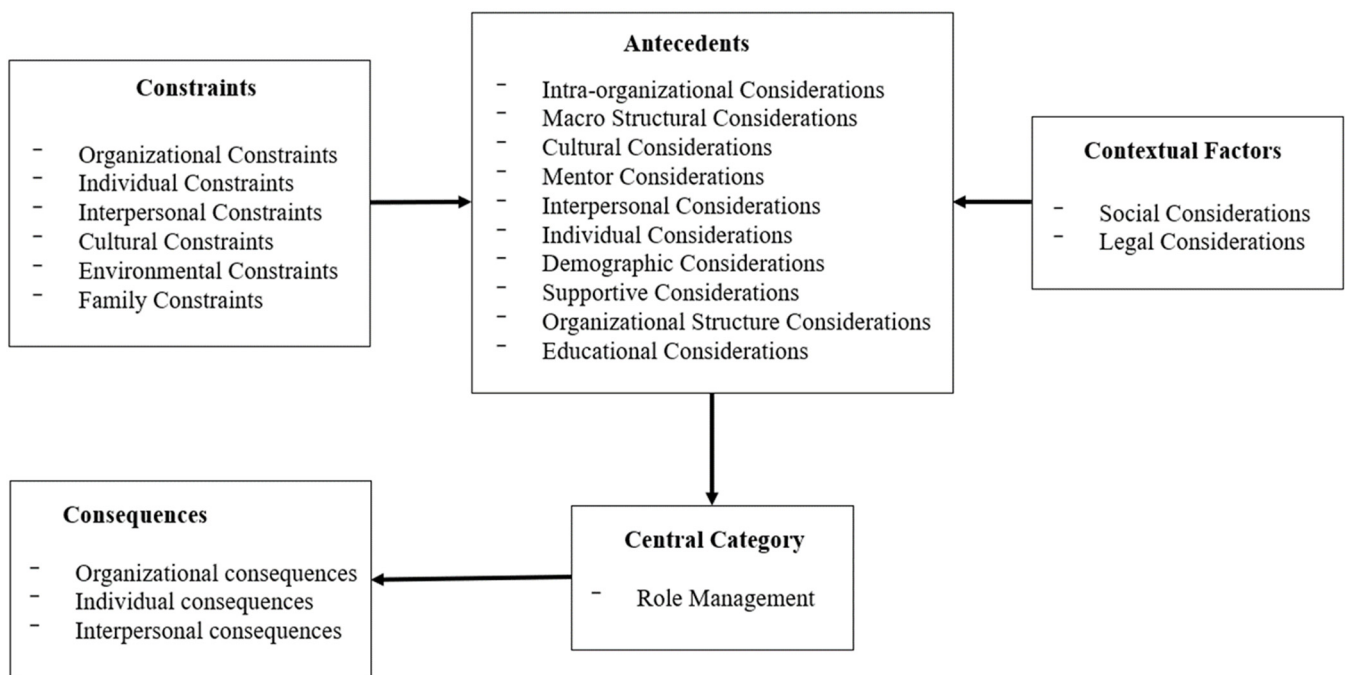 Constraints
- Organizational Constraints
- Individual Constraints
- Interpersonal Constraints
- Cultural Constraints
- Environmental Constraints
- Family Constraints
Antecedents
- Intra-organizational Considerations
- Macro Structural Considerations
- Cultural Considerations
- Mentor Considerations
- Interpersonal Considerations
- Individual Considerations
- Demographic Considerations
- Supportive Considerations
- Organizational Structure Considerations
- Educational Considerations
Contextual Factors
- Social Considerations
- Legal Considerations
Consequences
- Organizational consequences
- Individual consequences
- Interpersonal consequences
Central Category
- Role Management